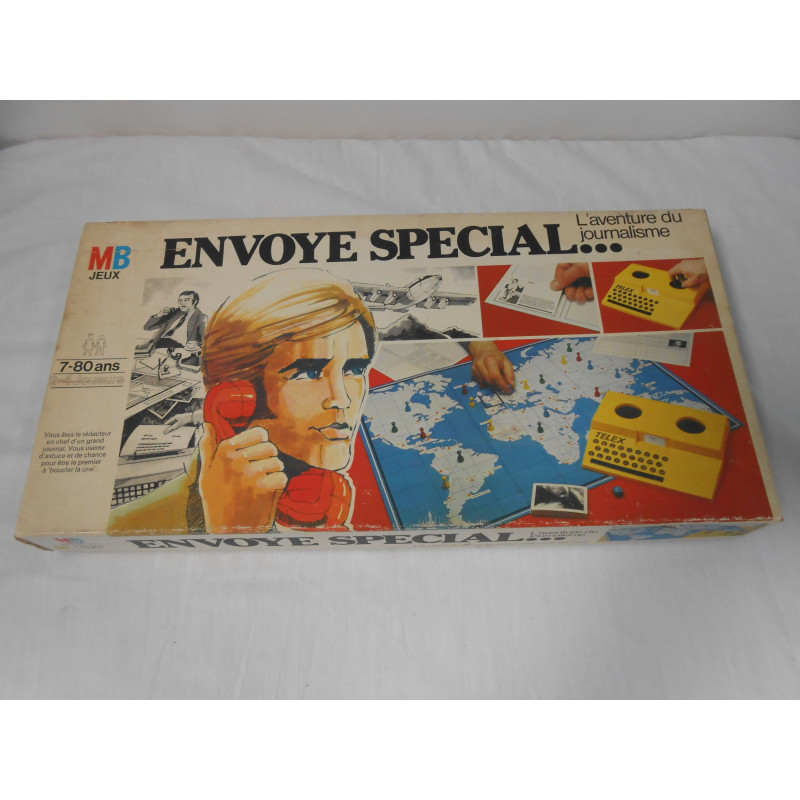 MB
JEUX
ENVOYE SPECIAL...
L'aventure du
journalisme
TELEX
7-80 ans
Vous êtes le rédacteur
en chef d'un grand
journal. Vous userez
d'astuce et de chance
pour être le premier
à "boucler la une".
TELEX
ENVOYE SPECIAL...